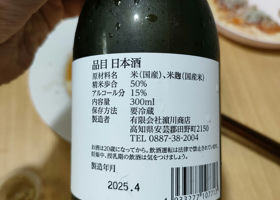 品目 日本酒
原材料名 米(国産)、米麹(国産米)
精米歩合 50%
アルコール分 15%
内容量 300ml
保存方法 要冷蔵
製造者 有限会社濵川商店
高知県安芸郡田野町2150
TEL 0887-38-2004
お酒は20歳になってから。飲酒運転は法律で禁止されています。
妊娠中、授乳期の飲酒は気をつけましょう。
製造年月
2025.4